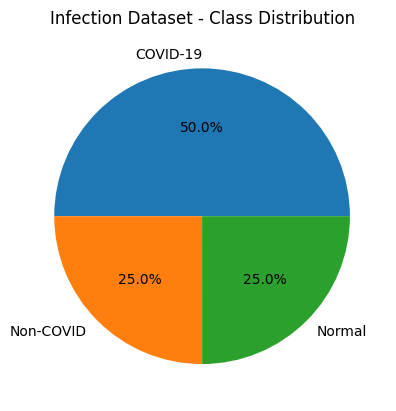 Infection Dataset - Class Distribution
COVID-19
50.0%
25.0%
25.0%
Non-COVID
Normal